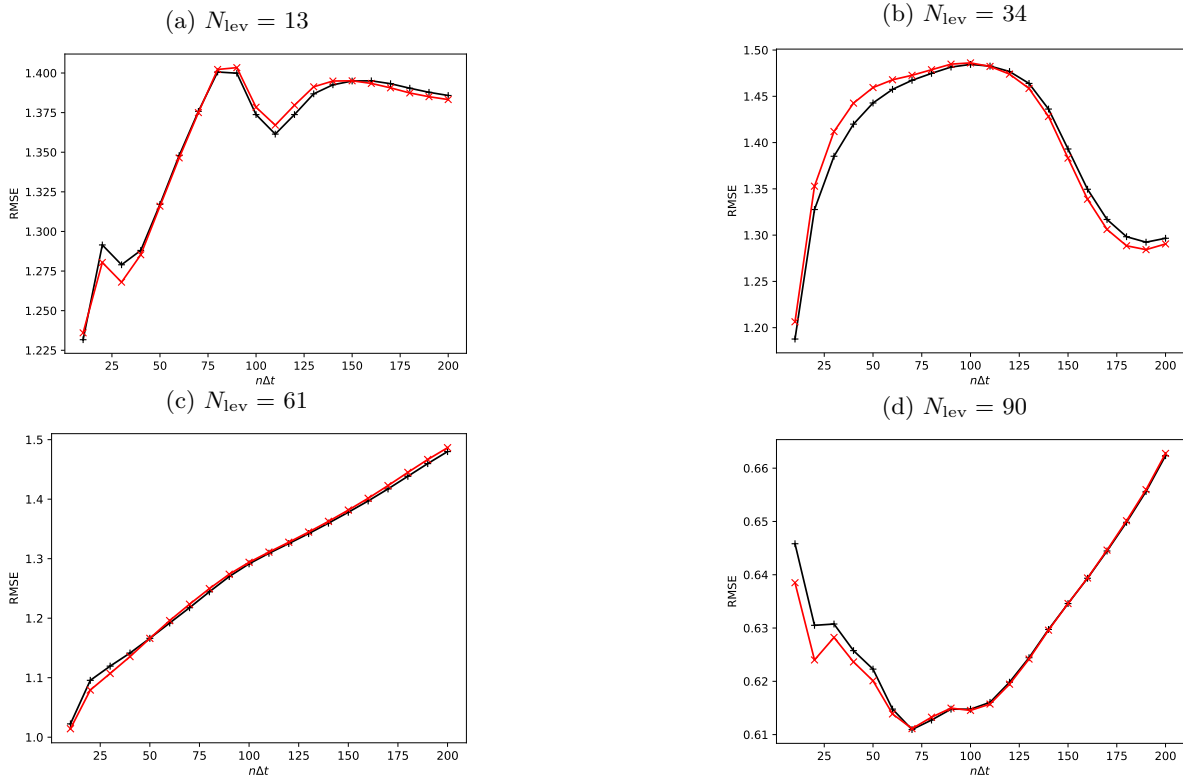 (a) N_lev = 13
1.400
1.375
1.350
1.325
1.300
1.275
1.250
1.225
RMSE
25 50 75 100 125 150 175 200
nΔt
(b) N_lev = 34
1.50
1.45
1.40
1.35
1.30
1.25
1.20
RMSE
25 50 75 100 125 150 175 200
nΔt
(c) N_lev = 61
1.5
1.4
1.3
1.2
1.1
1.0
RMSE
25 50 75 100 125 150 175 200
nΔt
(d) N_lev = 90
0.66
0.65
0.64
0.63
0.62
0.61
RMSE
25 50 75 100 125 150 175 200
nΔt